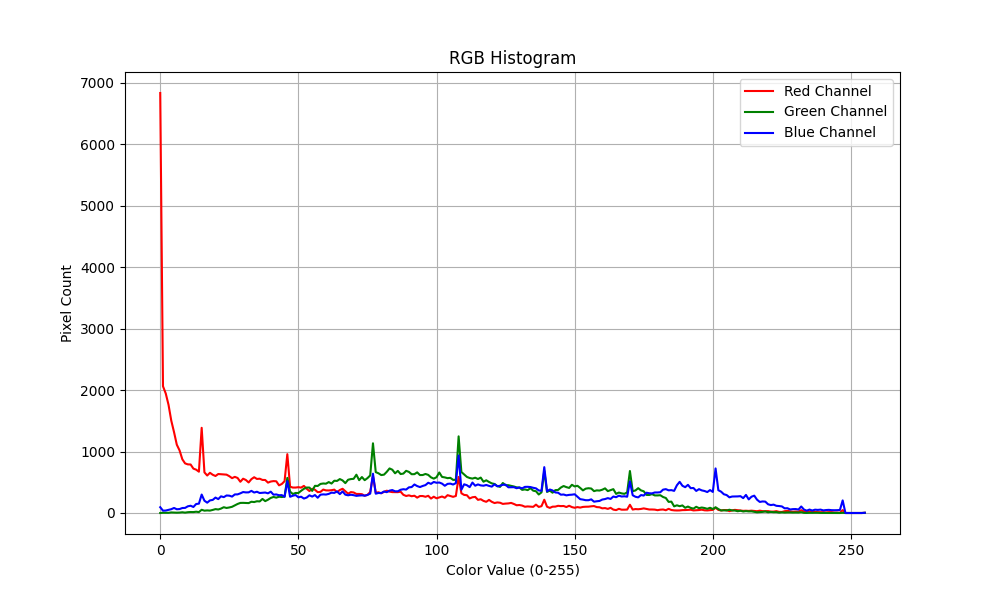 RGB Histogram
7000
6000
5000
4000
3000
2000
1000
0
Pixel Count
Red Channel
Green Channel
Blue Channel
0 50 100 150 200 250
Color Value (0-255)